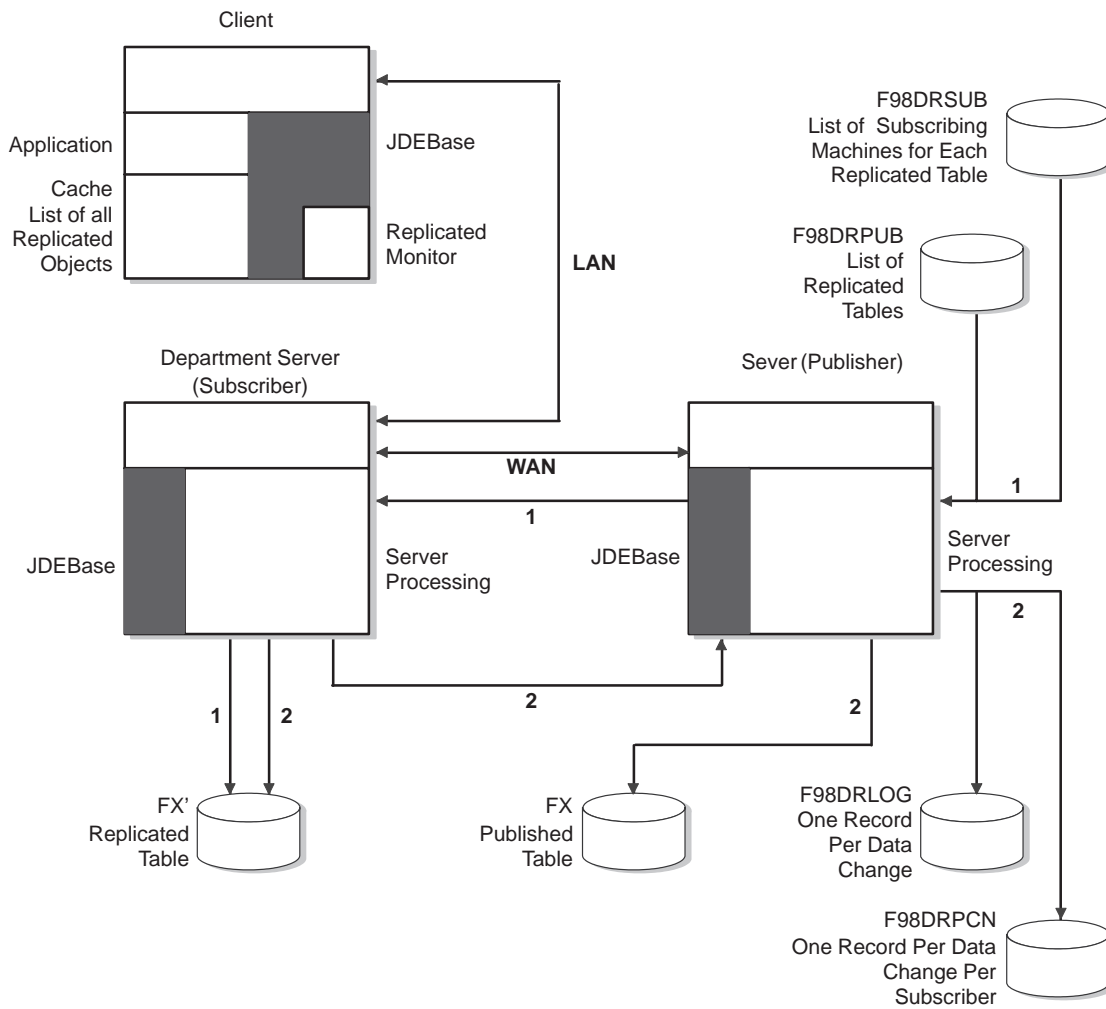 Client
Application
Cache
List of all
Replicated
Objects
JDEBase
Replicated
Monitor
LAN
F98DRSUB
List of Subscribing
Machines for Each
Replicated Table
F98DRPUB
List of
Replicated
Tables
Department Server
(Subscriber)
Sever (Publisher)
WAN
1
1
JDEBase
Server
Processing
JDEBase
Server
Processing
2
2
1
2
2
FX’
Replicated
Table
FX
Published
Table
F98DRLOG
One Record
Per Data
Change
F98DRPCN
One Record Per Data
Change Per
Subscriber